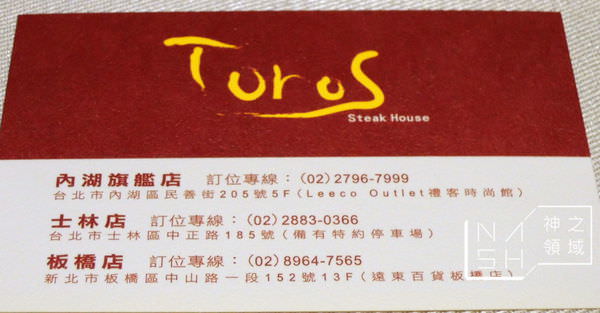 Toros
Steak House
內湖旗艦店 訂位專線：(02)2796-7999
台北市內湖區民善街205號5F(Leeco Outlet禮客時尚館)
士林店 訂位專線：(02)2883-0366
台北市士林區中正路185號(備有特約停車場)
板橋店 訂位專線：(02)8964-7565
新北市板橋區中山路一段152號13F(遠東百貨板橋店)
NASH
神之領域